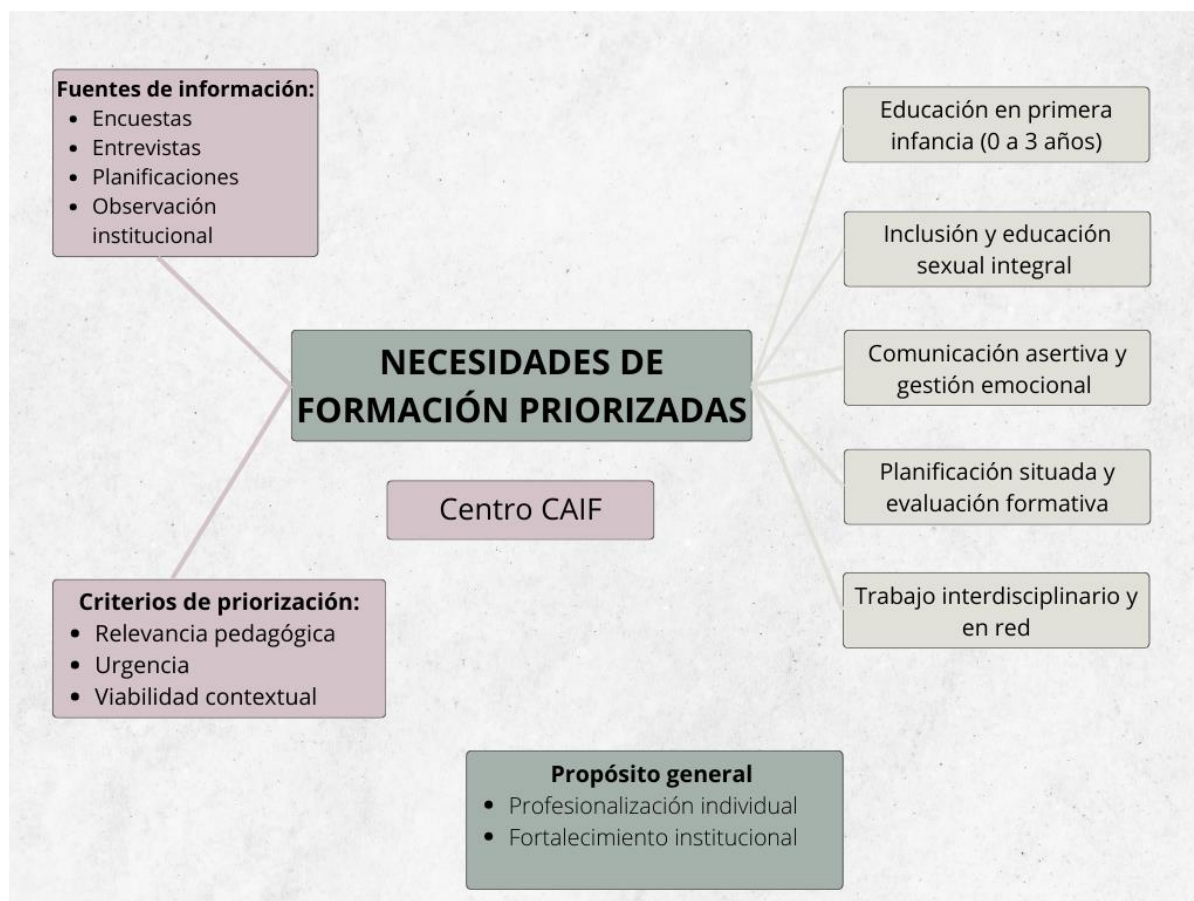 Fuentes de información:
• Encuestas
• Entrevistas
• Planificaciones
• Observación
institucional
Educación en primera
infancia (0 a 3 años)
Inclusión y educación
sexual integral
NECESIDADES DE
FORMACIÓN PRIORIZADAS
Comunicación asertiva y
gestión emocional
Centro CAIF
Planificación situada y
evaluación formativa
Criterios de priorización:
• Relevancia pedagógica
• Urgencia
• Viabilidad contextual
Trabajo interdisciplinario y
en red
Propósito general
• Profesionalización individual
• Fortalecimiento institucional